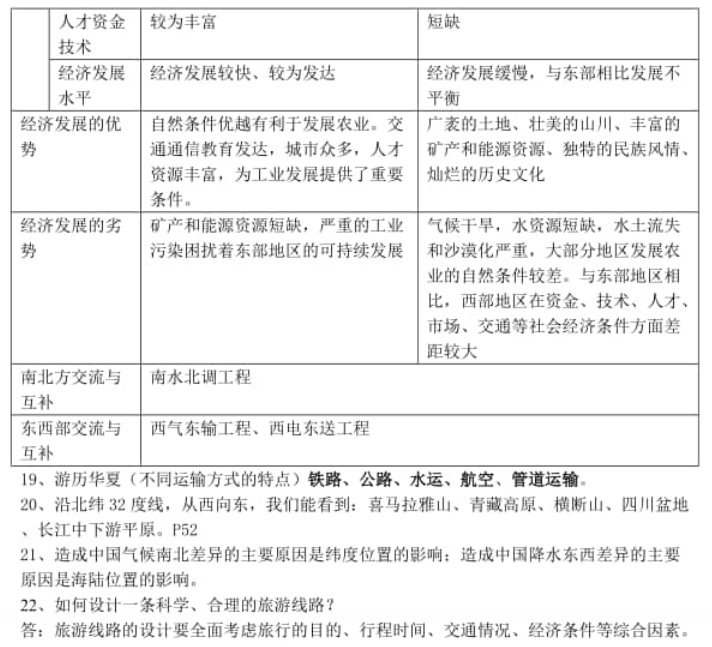 人才资金 较为丰富 短缺
技术
经济发展 经济发展较快、较为发达 经济发展缓慢，与东部相比发展不
水平 平衡
经济发展的优 自然条件优越有利于发展农业。交 广袤的土地、壮美的山川、丰富的
势 通通信教育发达，城市众多，人才 矿产和能源资源、独特的民族风情、
资源丰富，为工业发展提供了重要 灿烂的历史文化
条件。
经济发展的劣 矿产和能源资源短缺，严重的工业 气候干旱，水资源短缺，水土流失
势 污染困扰着东部地区的可持续发展 和沙漠化严重，大部分地区发展农
业的自然条件较差。与东部地区相
比，西部地区在资金、技术、人才、
市场、交通等社会经济条件方面差
距较大
南北方交流与 南水北调工程
互补
东西部交流与 西气东输工程、西电东送工程
互补
19、游历华夏（不同运输方式的特点）铁路、公路、水运、航空、管道运输。
20、沿北纬32度线，从西向东，我们能看到：喜马拉雅山、青藏高原、横断山、四川盆地
、长江中下游平原。P52
21、造成中国气候南北差异的主要原因是纬度位置的影响；造成中国降水东西差异的主要
原因是海陆位置的影响。
22、如何设计一条科学、合理的旅游线路？
答：旅游线路的设计要全面考虑旅行的目的、行程时间、交通情况、经济条件等综合因素。